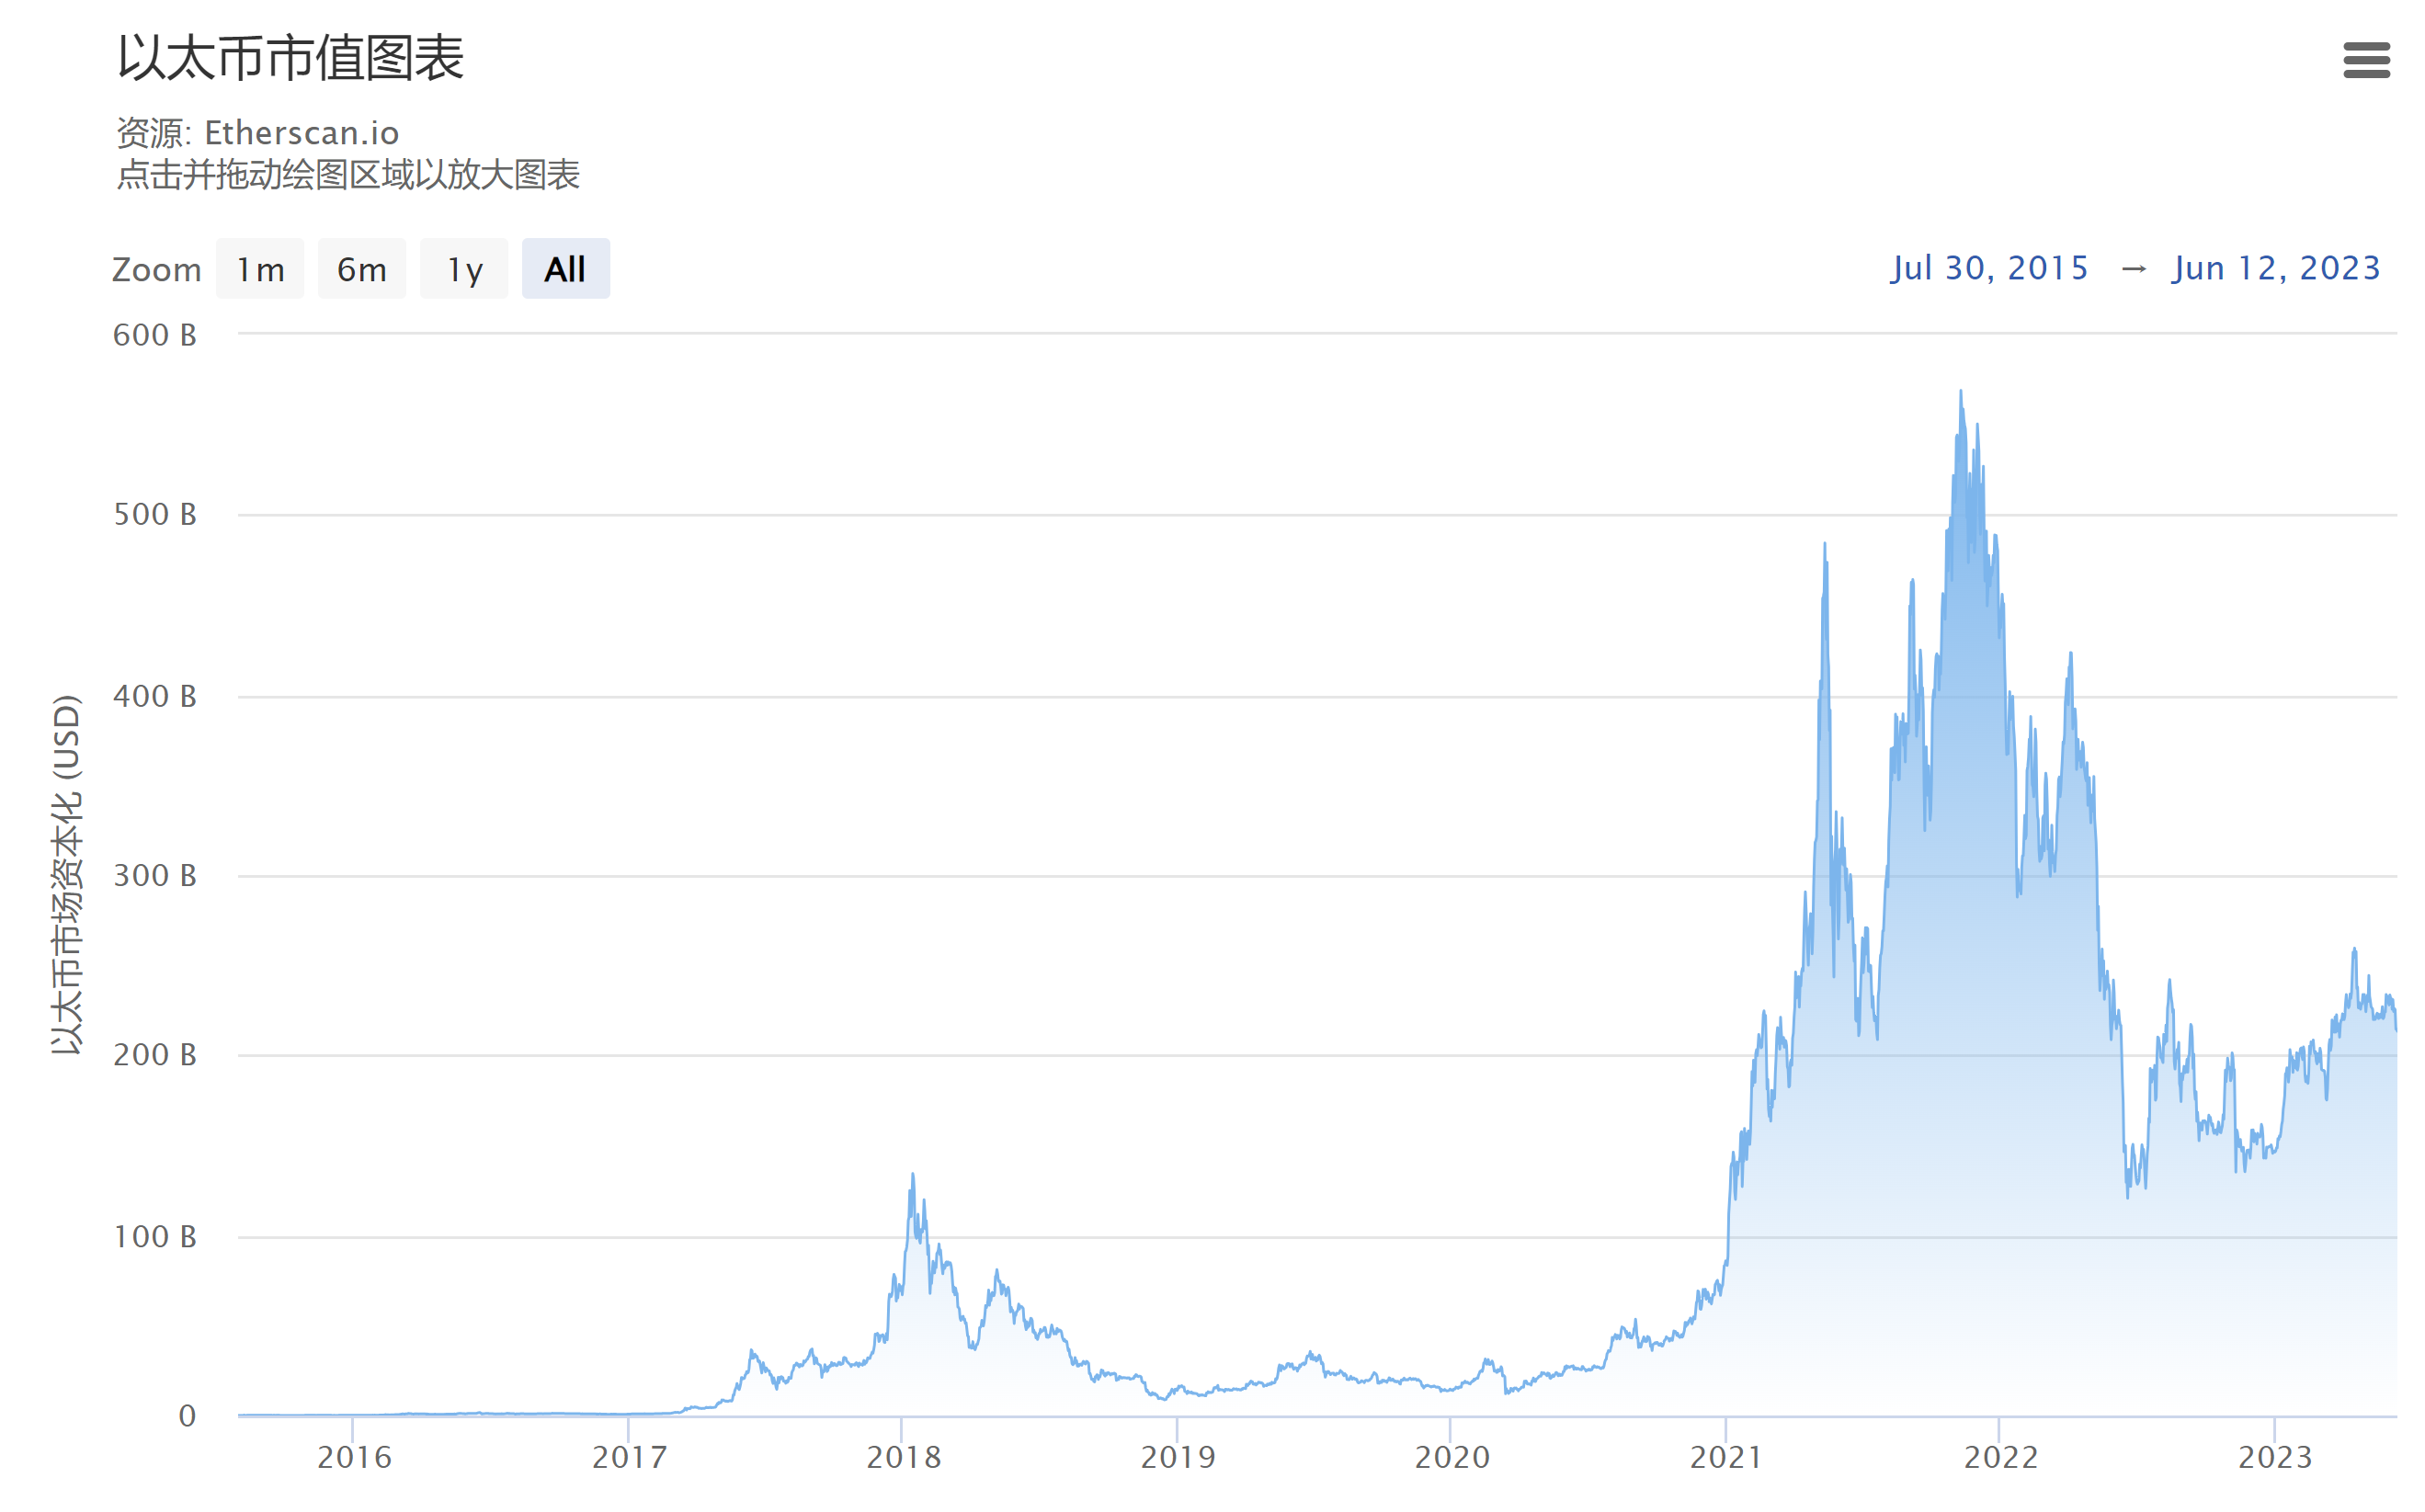 以太币市值图表
资源: Etherscan.io
点击并拖动绘图区域以放大图表
Zoom 1m 6m 1y All
Jul 30, 2015 → Jun 12, 2023
以太币市场资本化 (USD)
600 B
500 B
400 B
300 B
200 B
100 B
0
2016 2017 2018 2019 2020 2021 2022 2023